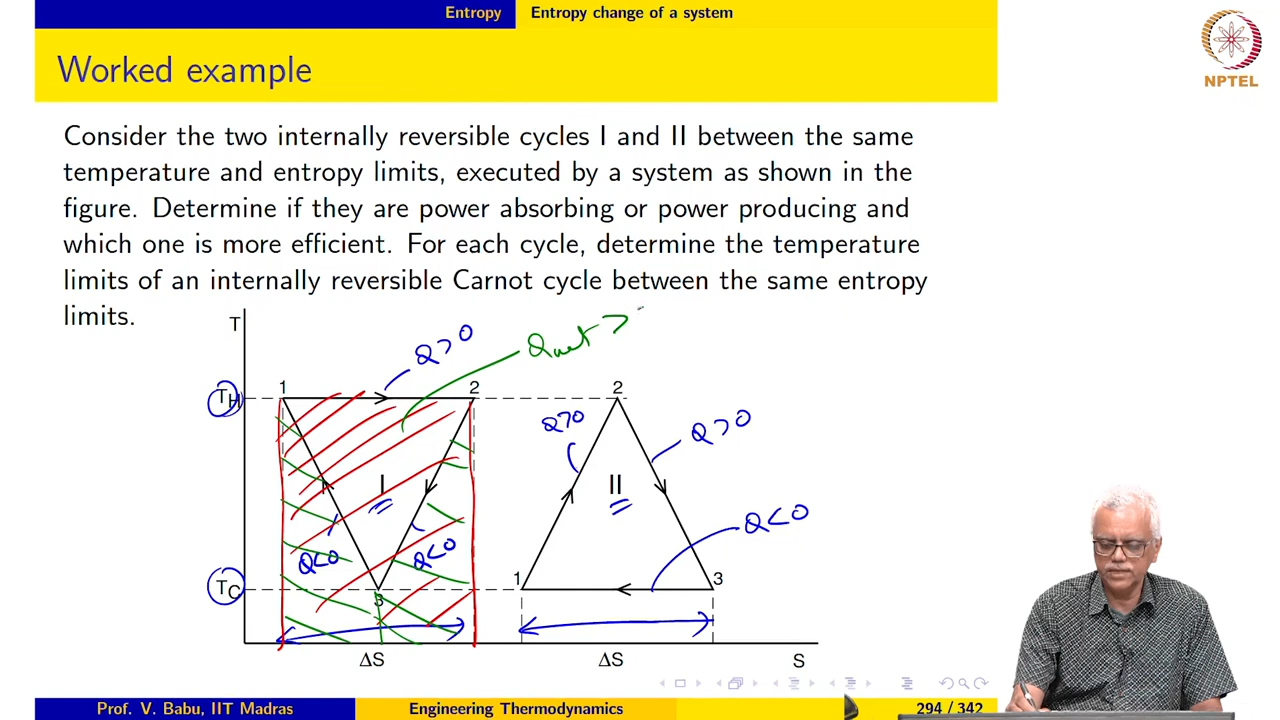 Entropy Entropy change of a system
Worked example
NPTEL
Consider the two internally reversible cycles I and II between the same
temperature and entropy limits, executed by a system as shown in the
figure. Determine if they are power absorbing or power producing and
which one is more efficient. For each cycle, determine the temperature
limits of an internally reversible Carnot cycle between the same entropy
limits.
T
Q>0
Qnet >
TH 1 2 2
Q>0 Q>0
I II
Q<0 Q<0 Q<0
TC 3 1 3
ΔS ΔS S
Prof. V. Babu, IIT Madras Engineering Thermodynamics 294 / 342